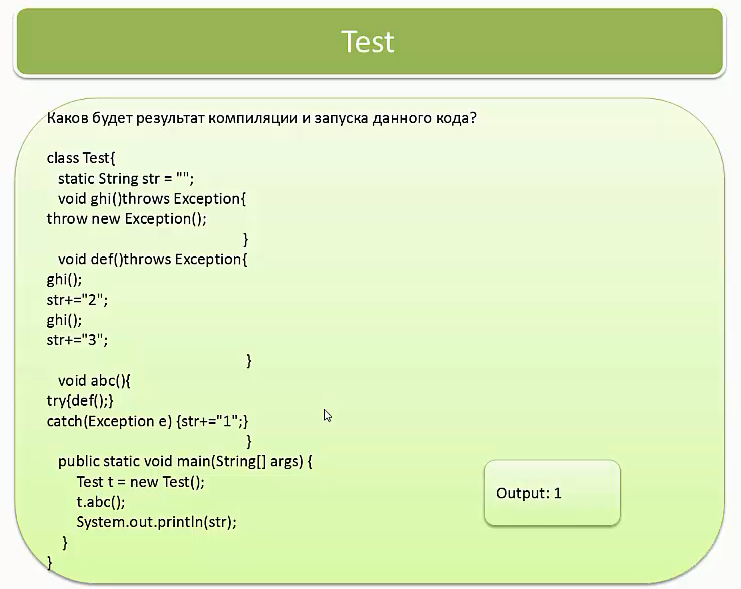 Test
Каков будет результат компиляции и запуска данного кода?
class Test{
static String str = "";
void ghi()throws Exception{
throw new Exception();
}
void def()throws Exception{
ghi();
str+="2";
ghi();
str+="3";
}
void abc(){
try{def();}
catch(Exception e) {str+="1";}
}
public static void main(String[] args) {
Test t = new Test();
t.abc();
System.out.println(str);
}
}
Output: 1